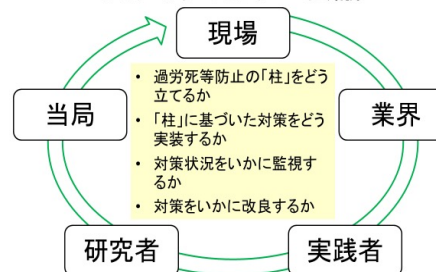 現場
当局
業界
• 過労死等防止の「柱」をどう
立てるか
• 「柱」に基づいた対策をどう
実装するか
• 対策状況をいかに監視す
るか
• 対策をいかに改良するか
研究者
実践者